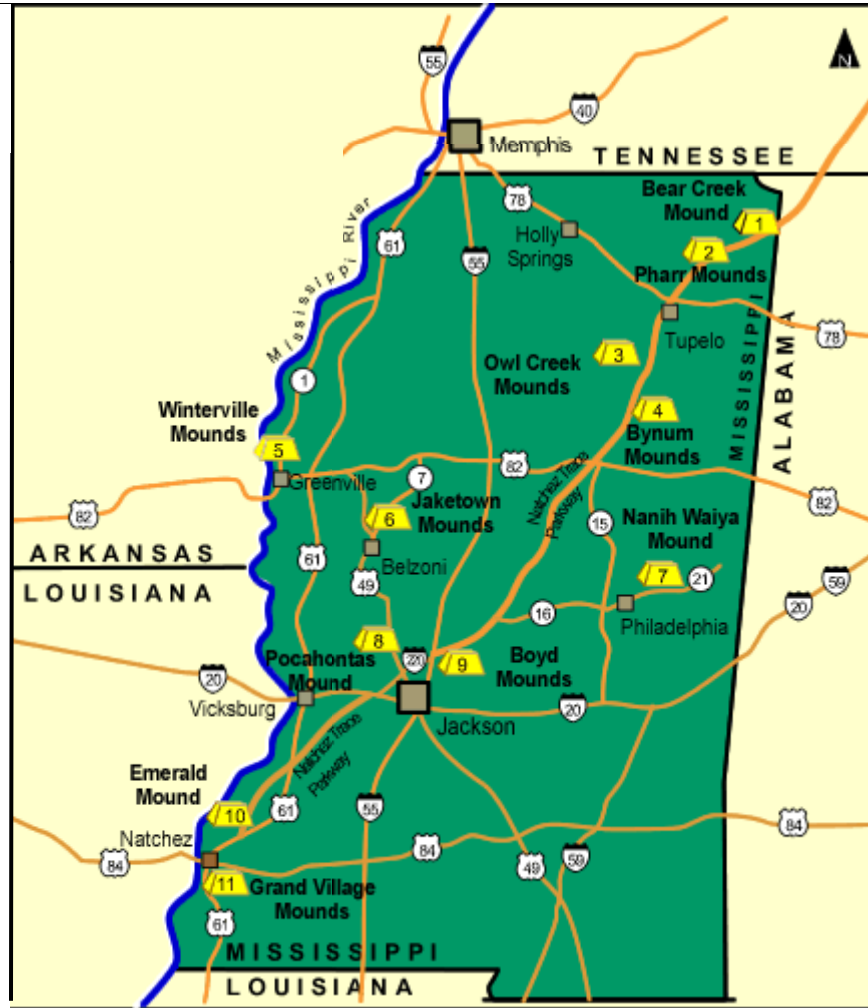 55
N
40
Memphis
TENNESSEE
Bear Creek
Mound
1
78
61
Holly
Springs
2
Pharr Mounds
55
Mississippi River
Tupelo
78
MISSISSIPPI
ALABAMA
3
Owl Creek
Mounds
1
4
Bynum
Mounds
Winterville
Mounds
5
Greenville
7
82
Natchez Trace
Parkway
82
82
6
Jaketown
Mounds
15
Nanih Waiya
Mound
ARKANSAS
LOUISIANA
61
Belzoni
49
7
21
59
20
16
Philadelphia
8
Pocahontas
Mound
220
9
Boyd
Mounds
20
Vicksburg
20
Jackson
Natchez Trace
Parkway
Emerald
Mound
10
61
55
84
Natchez
84
84
49
59
11
Grand Village
Mounds
61
MISSISSIPPI
LOUISIANA